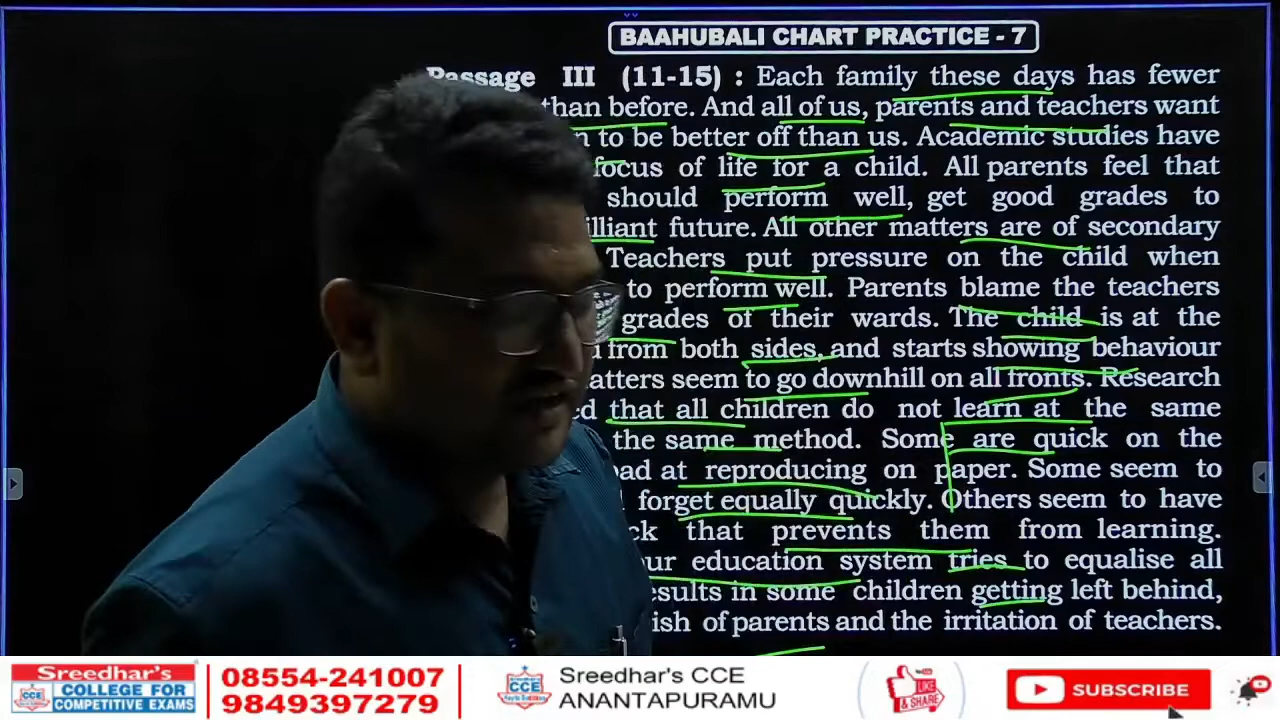 BAAHUBALI CHART PRACTICE - 7
Passage III (11-15) : Each family these days has fewer
than before. And all of us, parents and teachers want
to be better off than us. Academic studies have
focus of life for a child. All parents feel that
should perform well, get good grades to
future. All other matters are of secondary
Teachers put pressure on the child when
to perform well. Parents blame the teachers
grades of their wards. The child is at the
from both sides, and starts showing behaviour
seem to go downhill on all fronts. Research
that all children do not learn at the same
the same method. Some are quick on the
at reproducing on paper. Some seem to
forget equally quickly. Others seem to have
that prevents them from learning.
education system tries to equalise all
in some children getting left behind,
of parents and the irritation of teachers.
Sreedhar's
CCE
COLLEGE FOR
COMPETITIVE EXAMS
08554-241007
9849397279
CCE
Sreedhar's CCE
ANANTAPURAMU
LIKE
& SHARE
SUBSCRIBE